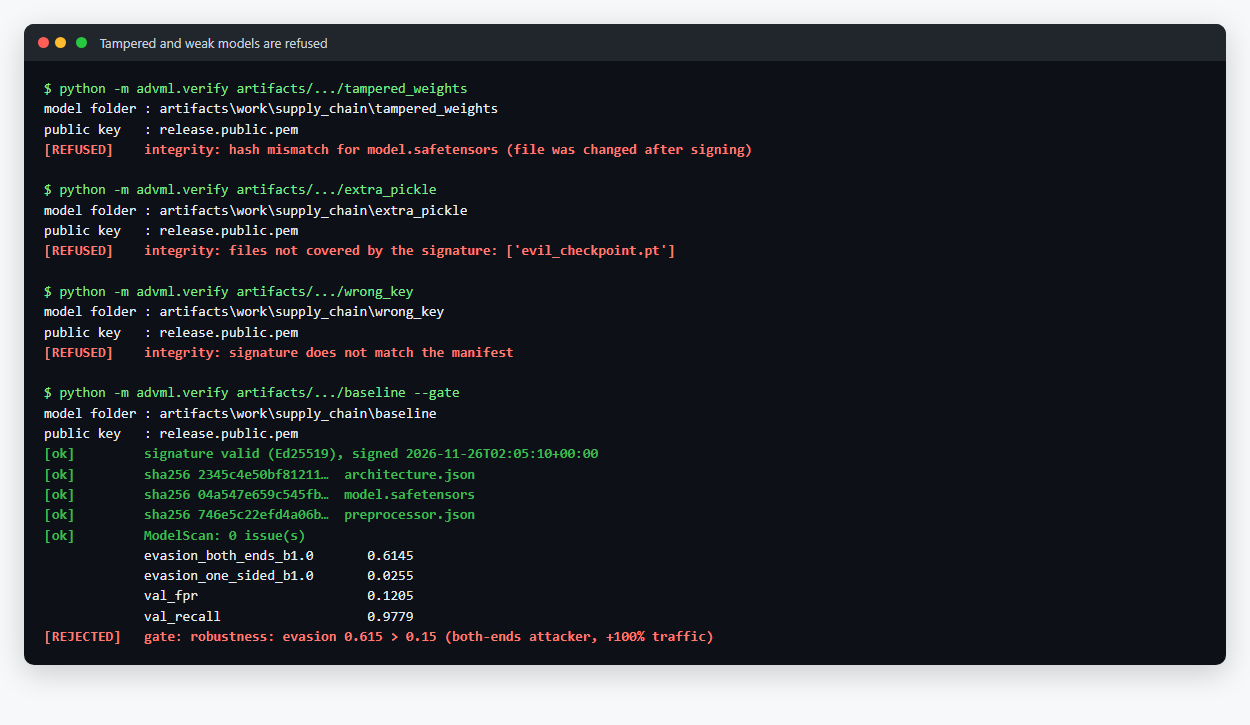 Tampered and weak models are refused
$ python -m advml.verify artifacts/.../tampered_weights
model folder : artifacts\work\supply_chain\tampered_weights
public key   : release.public.pem
[REFUSED]    integrity: hash mismatch for model.safetensors (file was changed after signing)
$ python -m advml.verify artifacts/.../extra_pickle
model folder : artifacts\work\supply_chain\extra_pickle
public key   : release.public.pem
[REFUSED]    integrity: files not covered by the signature: ['evil_checkpoint.pt']
$ python -m advml.verify artifacts/.../wrong_key
model folder : artifacts\work\supply_chain\wrong_key
public key   : release.public.pem
[REFUSED]    integrity: signature does not match the manifest
$ python -m advml.verify artifacts/.../baseline --gate
model folder : artifacts\work\supply_chain\baseline
public key   : release.public.pem
[ok]         signature valid (Ed25519), signed 2026-11-26T02:05:10+00:00
[ok]         sha256 2345c4e50bf81211…  architecture.json
[ok]         sha256 04a547e659c545fb…  model.safetensors
[ok]         sha256 746e5c22efd4a06b…  preprocessor.json
[ok]         ModelScan: 0 issue(s)
evasion_both_ends_b1.0       0.6145
evasion_one_sided_b1.0       0.0255
val_fpr                      0.1205
val_recall                   0.9779
[REJECTED]   gate: robustness: evasion 0.615 > 0.15 (both-ends attacker, +100% traffic)